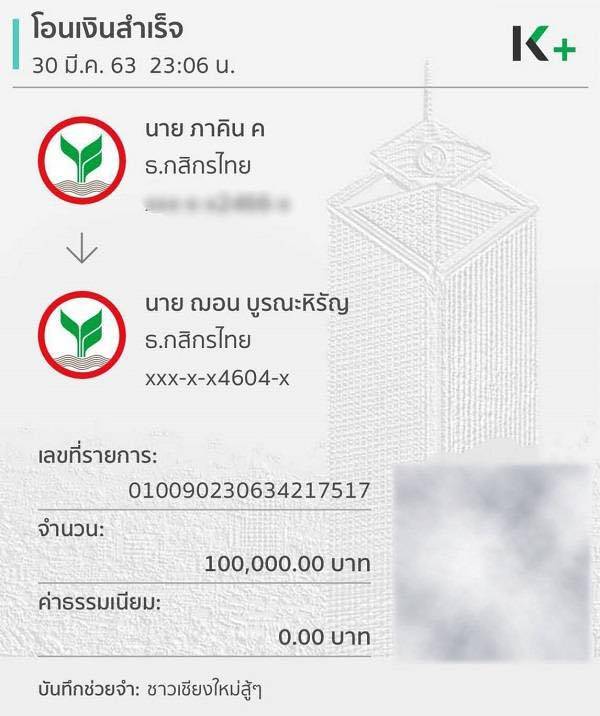 โอนเงินสำเร็จ
30 มี.ค. 63 23:06 น.
K+
นาย ภาคิน ค
ธ.กสิกรไทย
นาย ฌอน บูรณะหิรัญ
ธ.กสิกรไทย
xxx-x-x4604-x
เลขที่รายการ:
010090230634217517
จำนวน:
100,000.00 บาท
ค่าธรรมเนียม:
0.00 บาท
บันทึกช่วยจำ: ชาวเชียงใหม่สู้ๆ